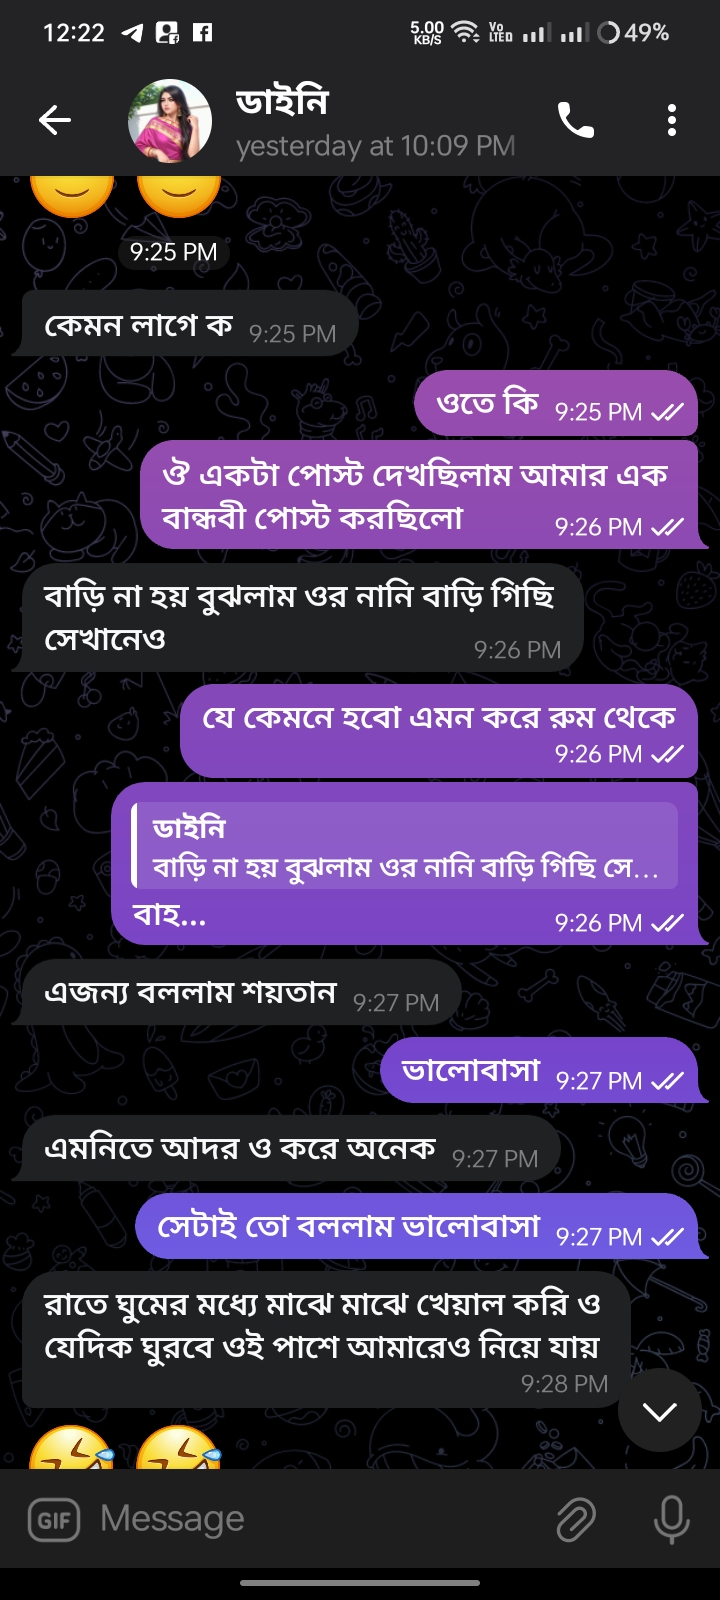 12:22
5.00 KB/S
Vo LTED
49%
ডাইনি
yesterday at 10:09 PM
9:25 PM
কেমন লাগে ক 9:25 PM
ওতে কি 9:25 PM
ঔ একটা পোস্ট দেখছিলাম আমার এক
বান্ধবী পোস্ট করছিলো 9:26 PM
বাড়ি না হয় বুঝলাম ওর নানি বাড়ি গিছি
সেখানেও 9:26 PM
যে কেমনে হবো এমন করে রুম থেকে
9:26 PM
ডাইনি
বাড়ি না হয় বুঝলাম ওর নানি বাড়ি গিছি সে...
বাহ... 9:26 PM
এজন্য বললাম শয়তান 9:27 PM
ভালোবাসা 9:27 PM
এমনিতে আদর ও করে অনেক 9:27 PM
সেটাই তো বললাম ভালোবাসা 9:27 PM
রাতে ঘুমের মধ্যে মাঝে মাঝে খেয়াল করি ও
যেদিক ঘুরবে ওই পাশে আমারেও নিয়ে যায়
9:28 PM
GIF Message